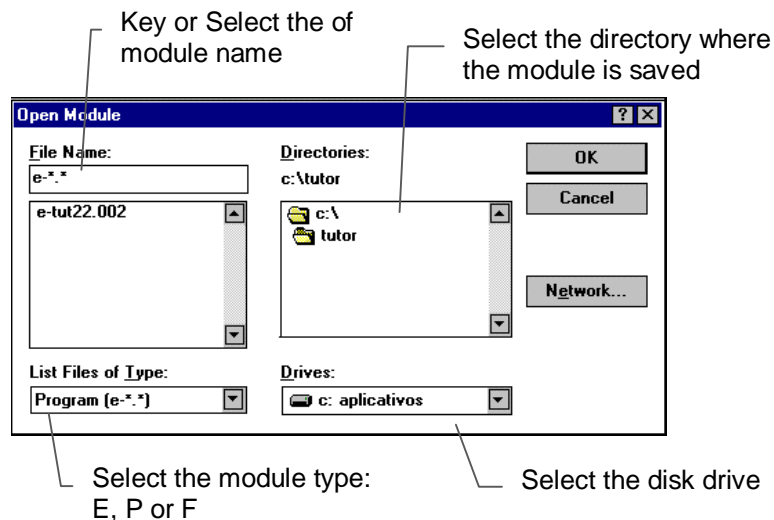 Key or Select the of
module name
Select the directory where
the module is saved
Open Module
File Name:
Directories:
OK
e-*.*
c:\tutor
Cancel
e-tut22.002
c:\
tutor
Network...
List Files of Type:
Drives:
Program (e-*.*)
c: aplicativos
Select the module type:
E, P or F
Select the disk drive